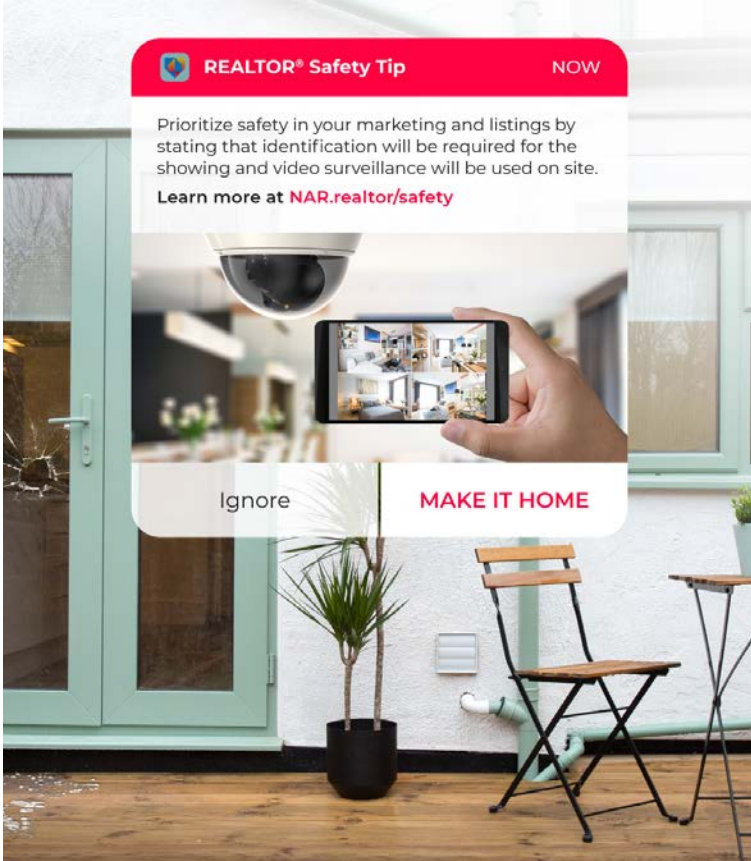 REALTOR® Safety Tip
NOW
Prioritize safety in your marketing and listings by
stating that identification will be required for the
showing and video surveillance will be used on site.
Learn more at NAR.realtor/safety
Ignore
MAKE IT HOME